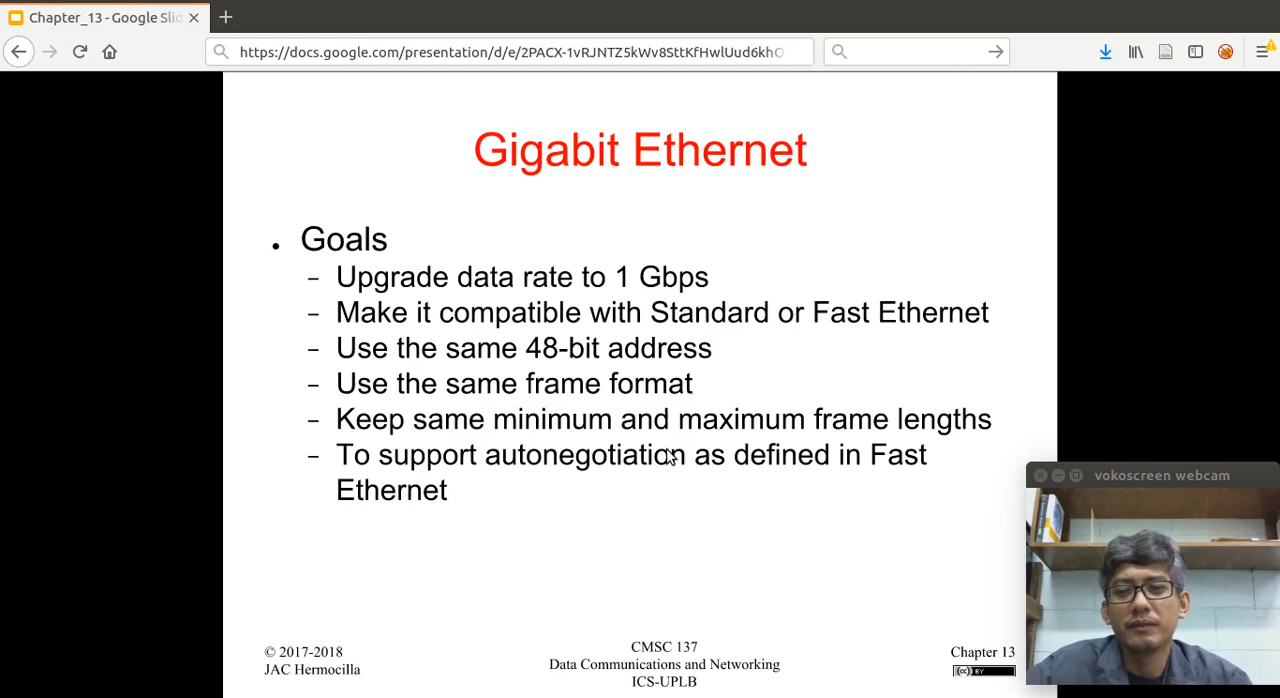 Chapter_13 - Google Slid
https://docs.google.com/presentation/d/e/2PACX-1vRJNTZ5kWv8SttKfHwlUud6khO
Gigabit Ethernet
• Goals
– Upgrade data rate to 1 Gbps
– Make it compatible with Standard or Fast Ethernet
– Use the same 48-bit address
– Use the same frame format
– Keep same minimum and maximum frame lengths
– To support autonegotiation as defined in Fast
Ethernet
vokoscreen webcam
© 2017-2018
JAC Hermocilla
CMSC 137
Data Communications and Networking
ICS-UPLB
Chapter 13
(cc) BY